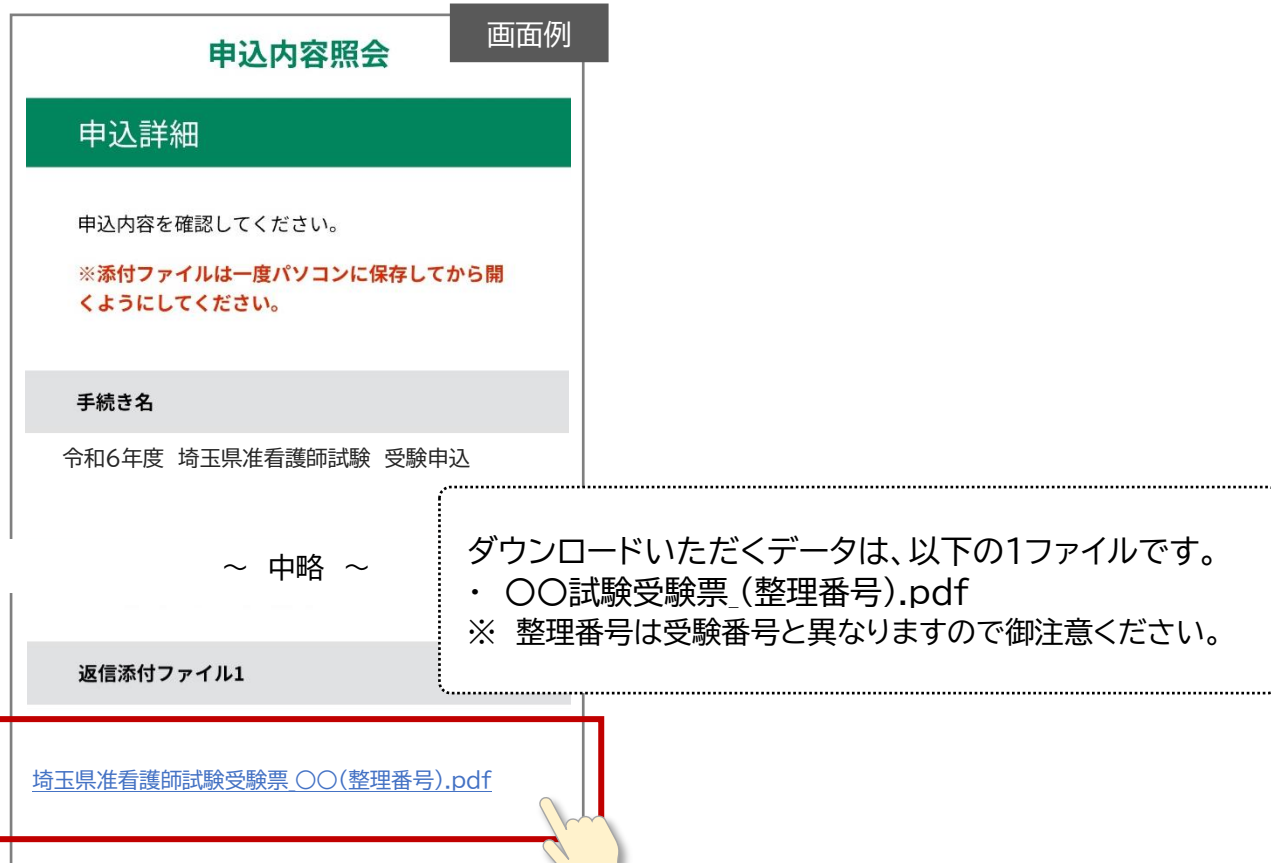 画面例
申込内容照会
申込詳細
申込内容を確認してください。
※添付ファイルは一度パソコンに保存してから開
くようにしてください。
手続き名
令和6年度 埼玉県准看護師試験 受験申込
～ 中略 ～
ダウンロードいただくデータは、以下の1ファイルです。
・ 〇〇試験受験票_(整理番号).pdf
※ 整理番号は受験番号と異なりますので御注意ください。
返信添付ファイル1
埼玉県准看護師試験受験票_〇〇(整理番号).pdf